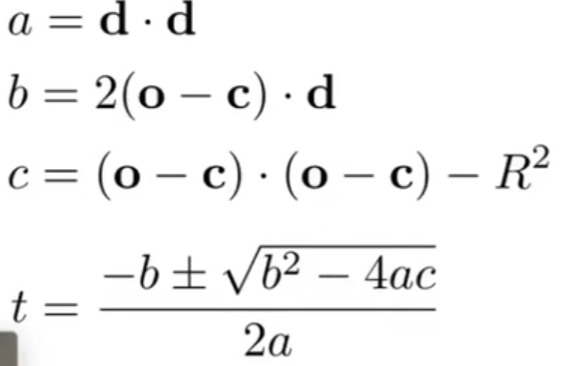 a = d · d
b = 2(o − c) · d
c = (o − c) · (o − c) − R²
t = (−b ± √(b² − 4ac)) / 2a